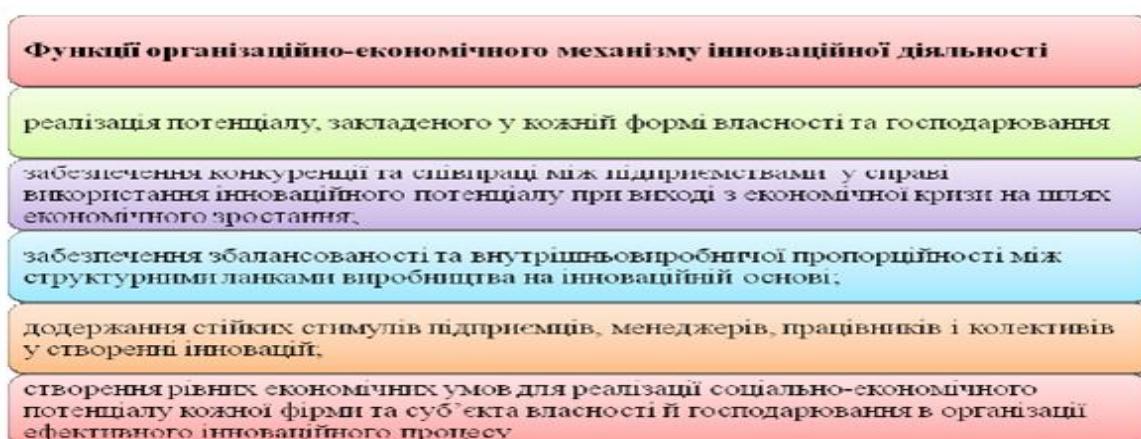 Функції організаційно-економічного механізму інноваційної діяльності
реалізація потенціалу, закладеного у кожній формі власності та господарювання
забезпечення конкуренції та співпраці між підприємствами у справі
використання інноваційного потенціалу при виході з економічної кризи на шлях
економічного зростання;
забезпечення збалансованості та внутрішньовиробничої пропорційності між
структурними ланками виробництва на інноваційній основі;
додержання стійких стимулів підприємців, менеджерів, працівників і колективів
у створенні інновацій;
створення рівних економічних умов для реалізації соціально-економічного
потенціалу кожної фірми та суб’єкта власності й господарювання в організації
ефективного інноваційного процесу